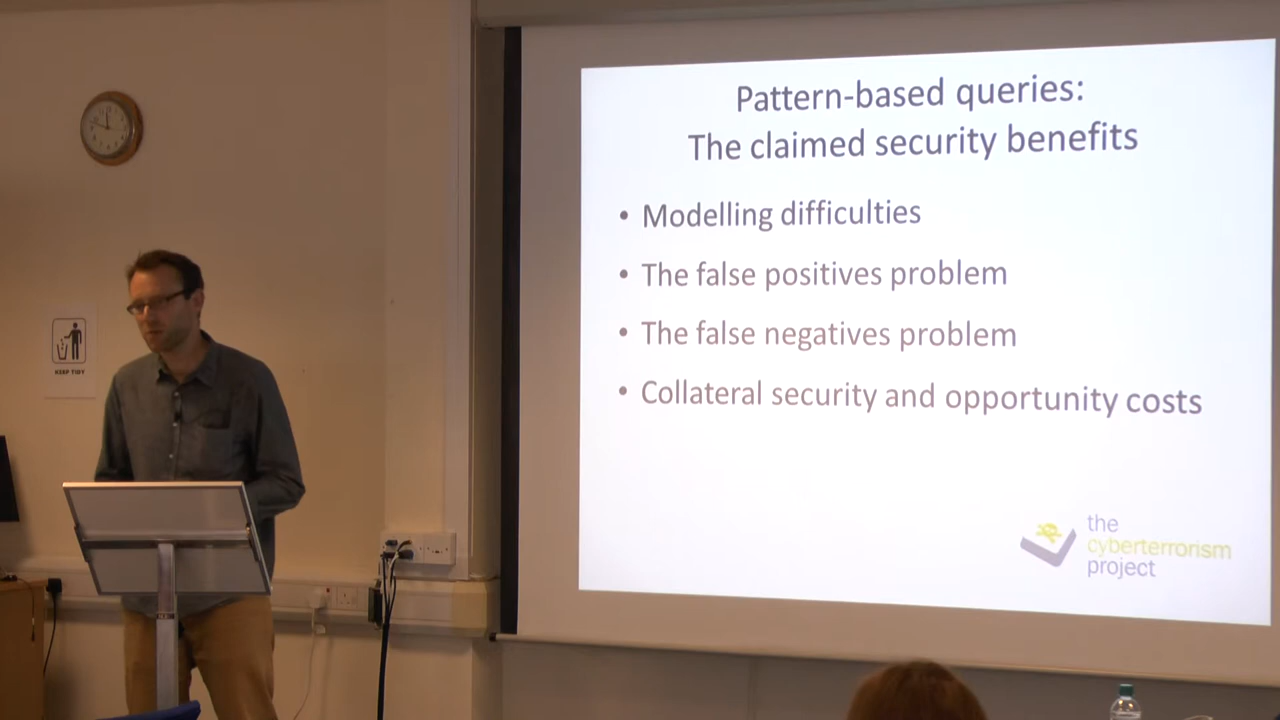 Pattern-based queries:
The claimed security benefits
• Modelling difficulties
• The false positives problem
• The false negatives problem
• Collateral security and opportunity costs
the
cyberterrorism
project
KEEP TIDY